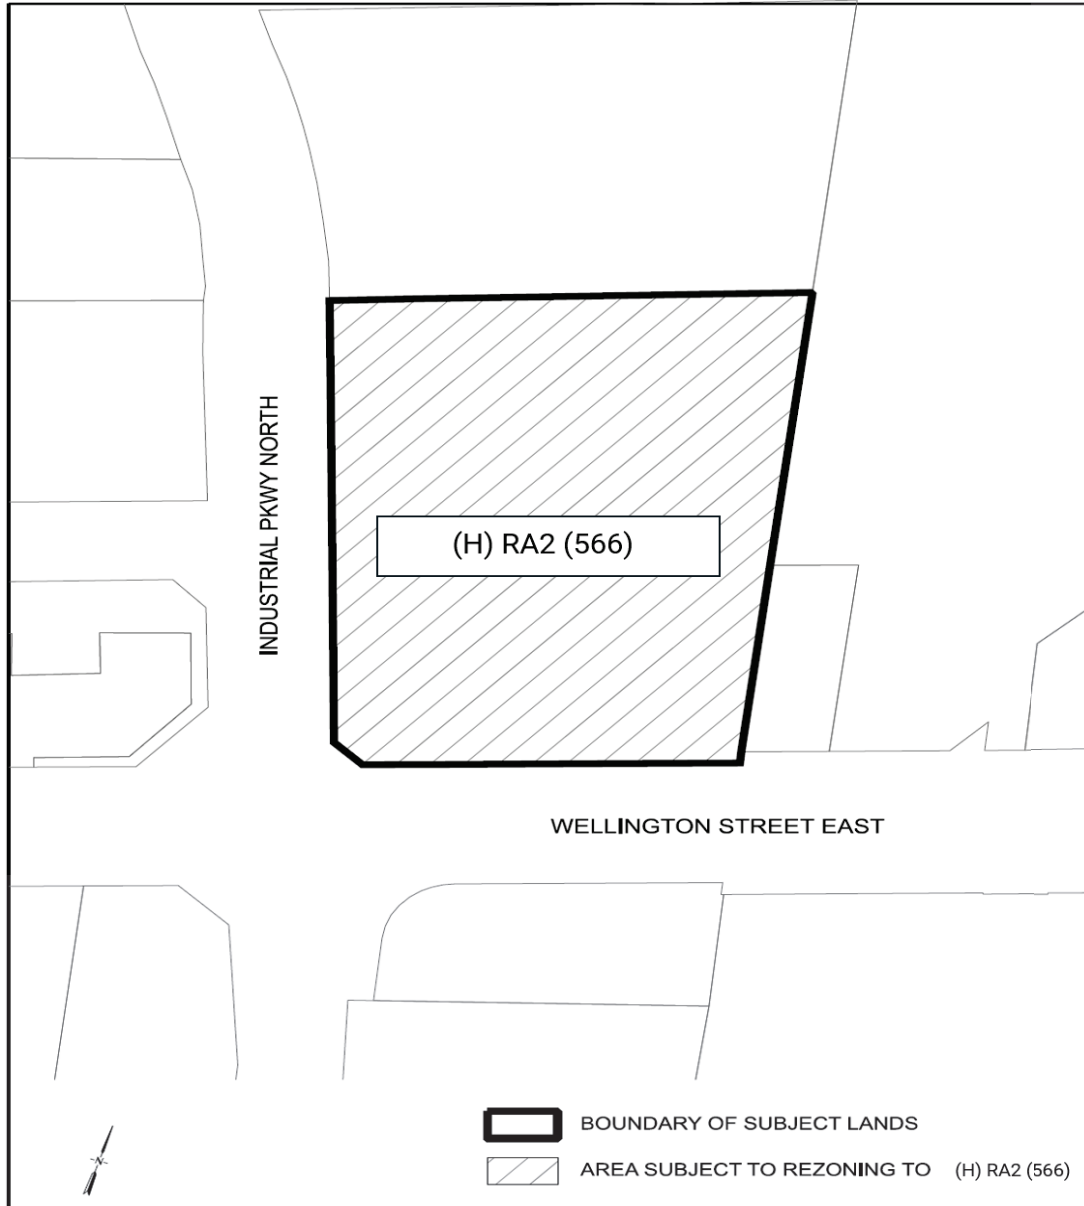 INDUSTRIAL PKWY NORTH
(H) RA2 (566)
WELLINGTON STREET EAST
BOUNDARY OF SUBJECT LANDS
AREA SUBJECT TO REZONING TO (H) RA2 (566)
N